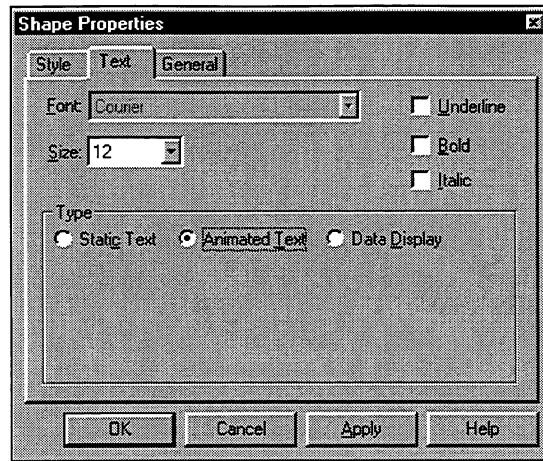 Shape Properties
Style Text General
Font: Courier
Underline
Size: 12
Bold
Italic
Type
Static Text Animated Text Data Display
OK Cancel Apply Help